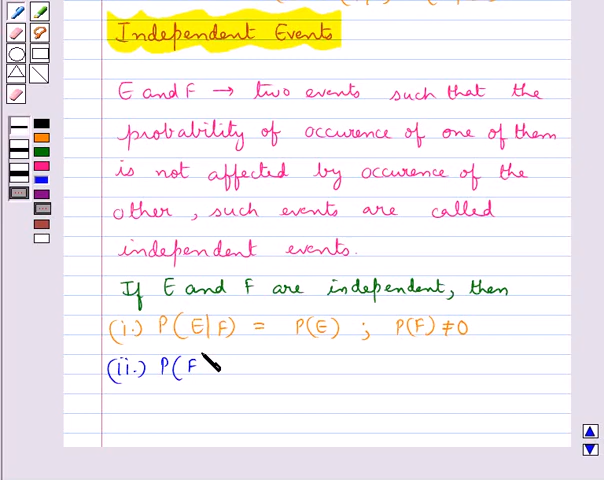 Independent Events
E and F → two events such that the
probability of occurence of one of them
is not affected by occurence of the
other, such events are called
independent events.
If E and F are independent, then
(i.) P(E|F) = P(E) ; P(F) ≠ 0
(ii.) P(F